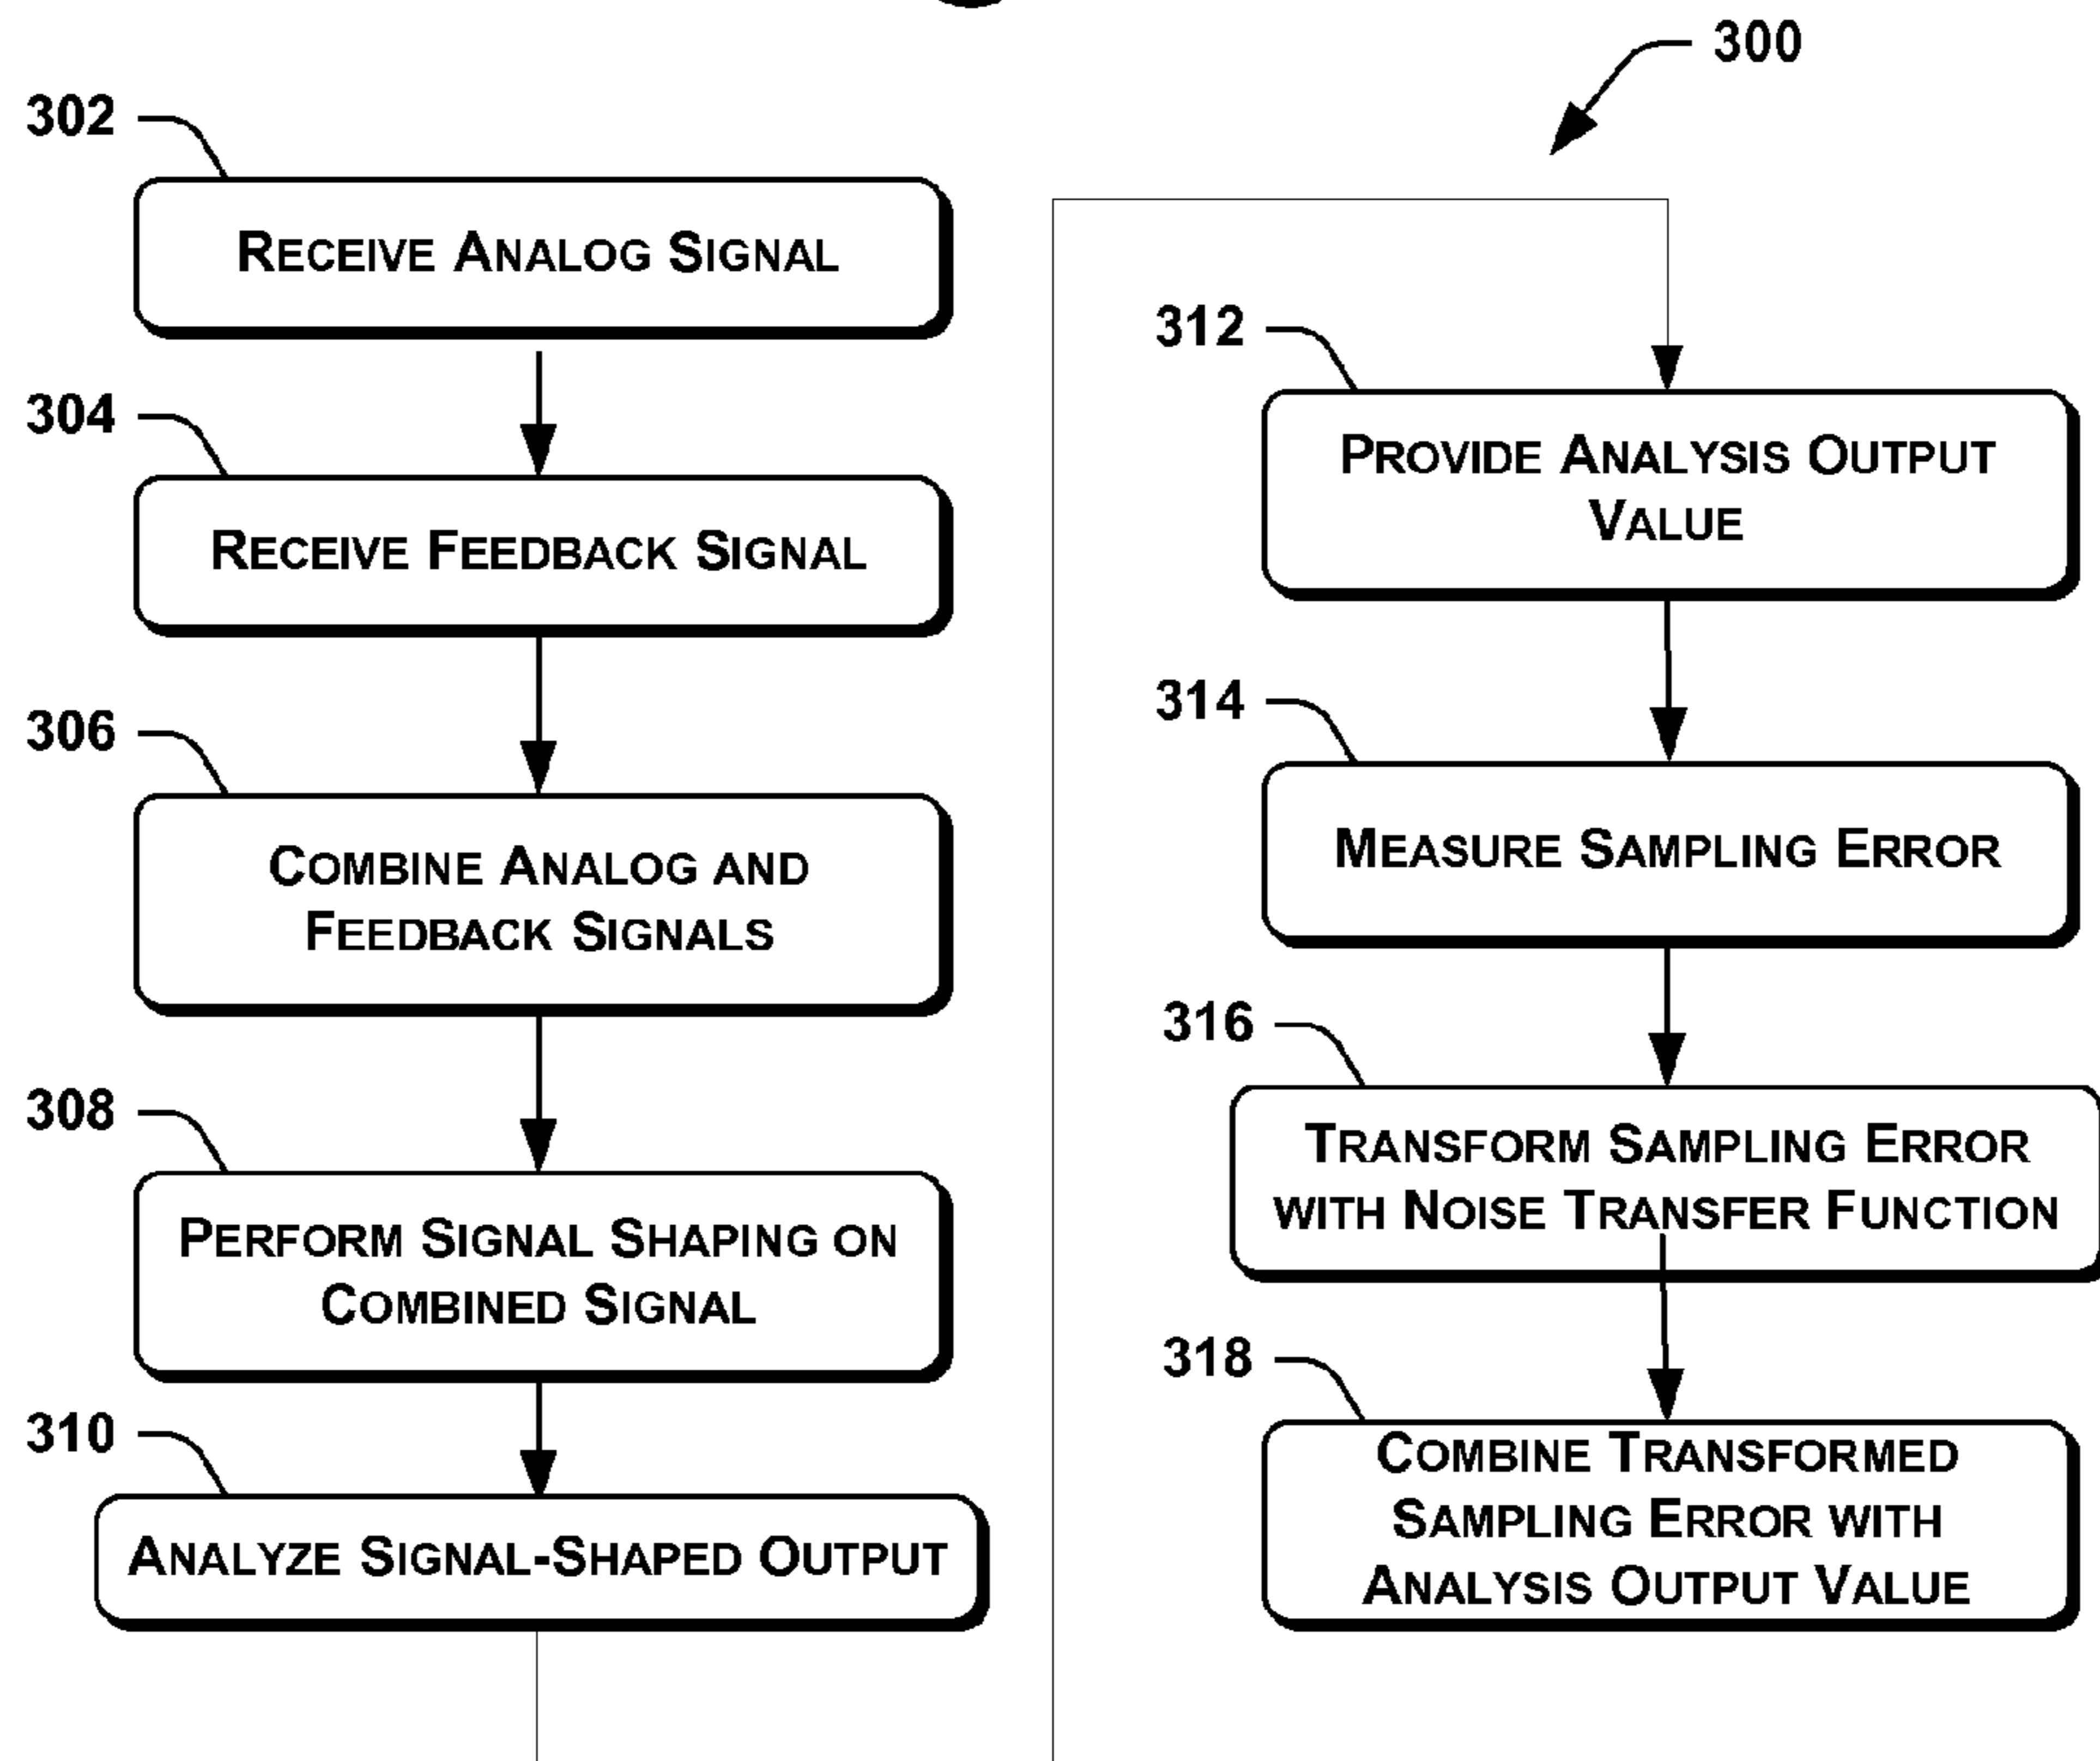 300
302
RECEIVE ANALOG SIGNAL
304
RECEIVE FEEDBACK SIGNAL
306
COMBINE ANALOG AND
FEEDBACK SIGNALS
308
PERFORM SIGNAL SHAPING ON
COMBINED SIGNAL
310
ANALYZE SIGNAL-SHAPED OUTPUT
312
PROVIDE ANALYSIS OUTPUT
VALUE
314
MEASURE SAMPLING ERROR
316
TRANSFORM SAMPLING ERROR
WITH NOISE TRANSFER FUNCTION
318
COMBINE TRANSFORMED
SAMPLING ERROR WITH
ANALYSIS OUTPUT VALUE